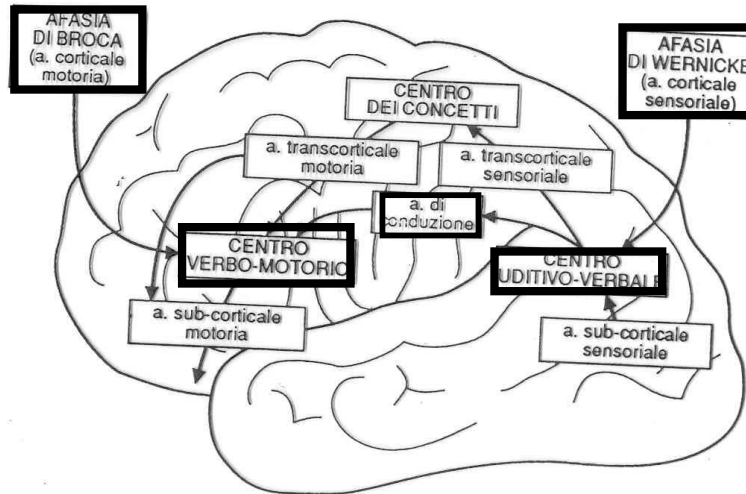 AFASIA
DI BROCA
(a. corticale
motoria)
AFASIA
DI WERNICKE
(a. corticale
sensoriale)
CENTRO
DEI CONCETTI
a. transcorticale
motoria
a. transcorticale
sensoriale
a. di
conduzione
CENTRO
VERBO-MOTORIO
CENTRO
UDITIVO-VERBALE
a. sub-corticale
motoria
a. sub-corticale
sensoriale